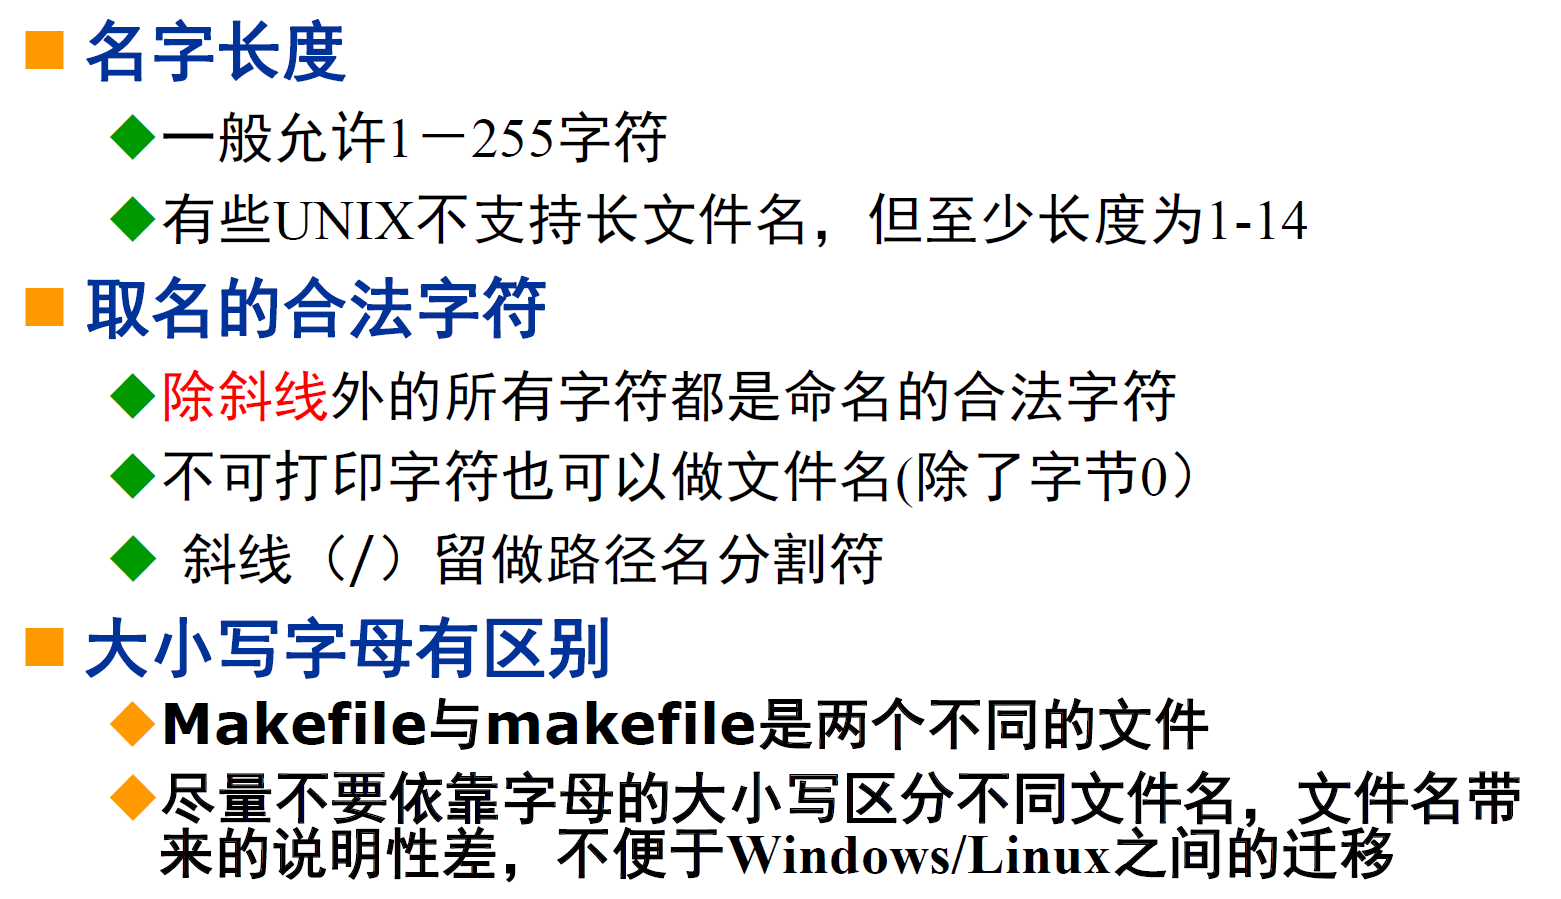 名字长度
一般允许1－255字符
有些UNIX不支持长文件名，但至少长度为1-14
取名的合法字符
除斜线外的所有字符都是命名的合法字符
不可打印字符也可以做文件名(除了字节0）
斜线（/）留做路径名分割符
大小写字母有区别
Makefile与makefile是两个不同的文件
尽量不要依靠字母的大小写区分不同文件名，文件名带
来的说明性差，不便于Windows/Linux之间的迁移